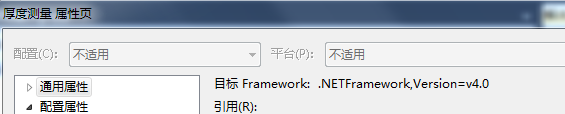 厚度测量 属性页
配置(C): 不适用 平台(P): 不适用
通用属性 目标 Framework: .NETFramework,Version=v4.0
配置属性 引用(R):